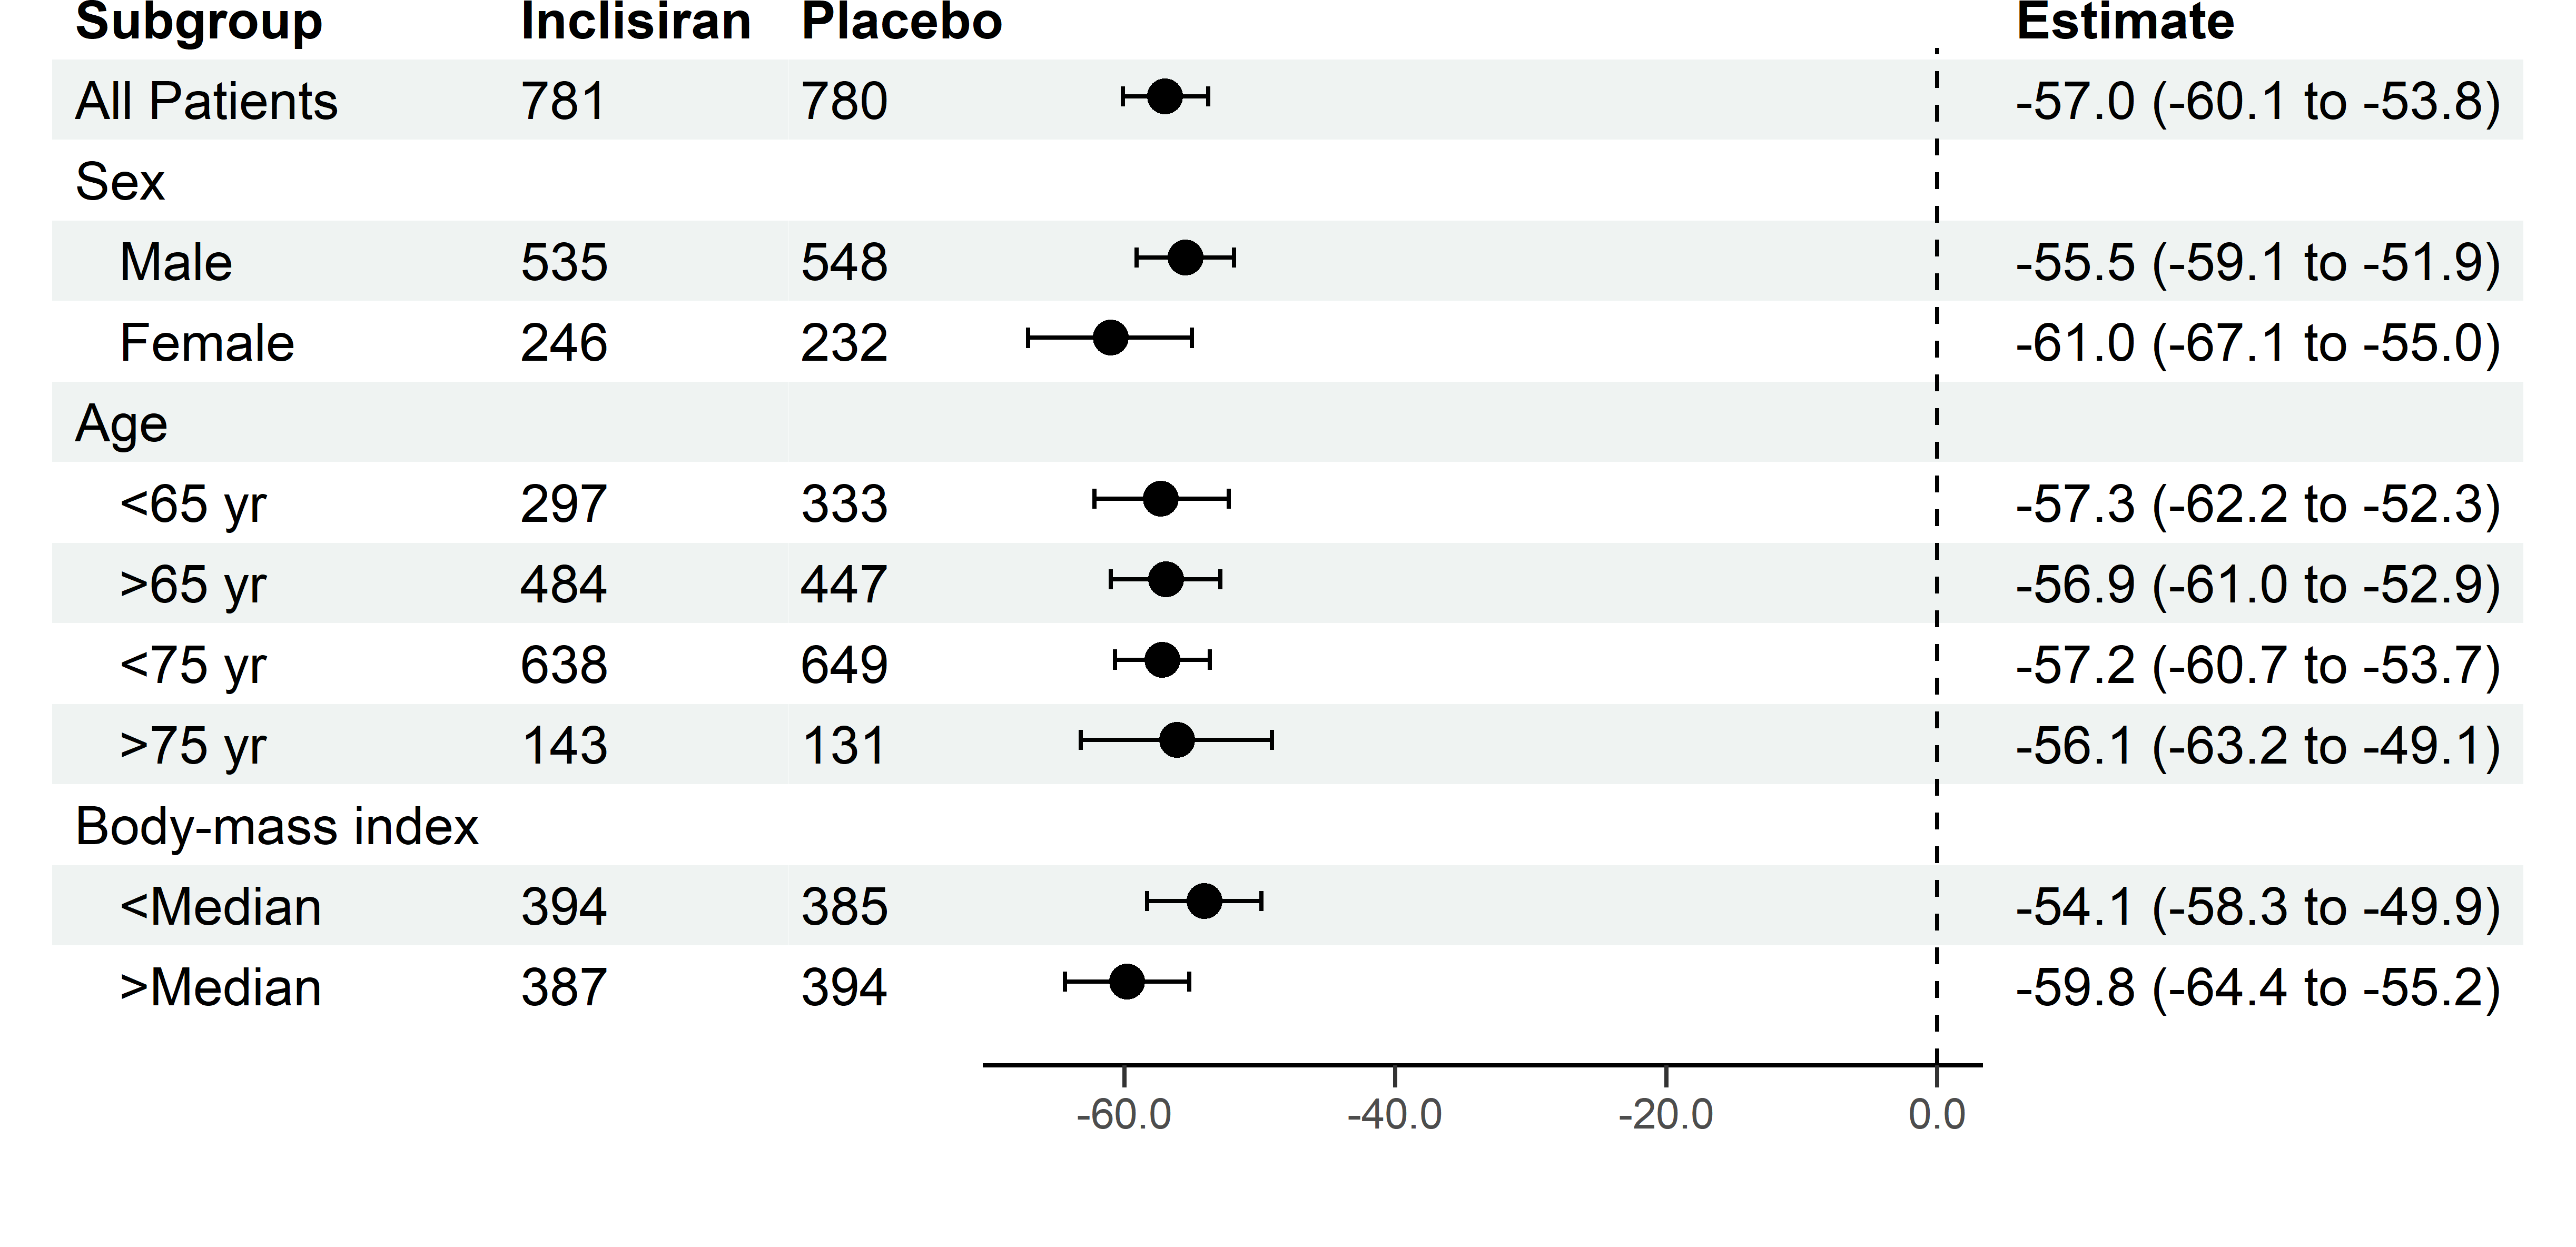 Subgroup Inclisiran Placebo Estimate
All Patients 781 780 -57.0 (-60.1 to -53.8)
Sex
Male 535 548 -55.5 (-59.1 to -51.9)
Female 246 232 -61.0 (-67.1 to -55.0)
Age
<65 yr 297 333 -57.3 (-62.2 to -52.3)
>65 yr 484 447 -56.9 (-61.0 to -52.9)
<75 yr 638 649 -57.2 (-60.7 to -53.7)
>75 yr 143 131 -56.1 (-63.2 to -49.1)
Body-mass index
<Median 394 385 -54.1 (-58.3 to -49.9)
>Median 387 394 -59.8 (-64.4 to -55.2)
-60.0 -40.0 -20.0 0.0